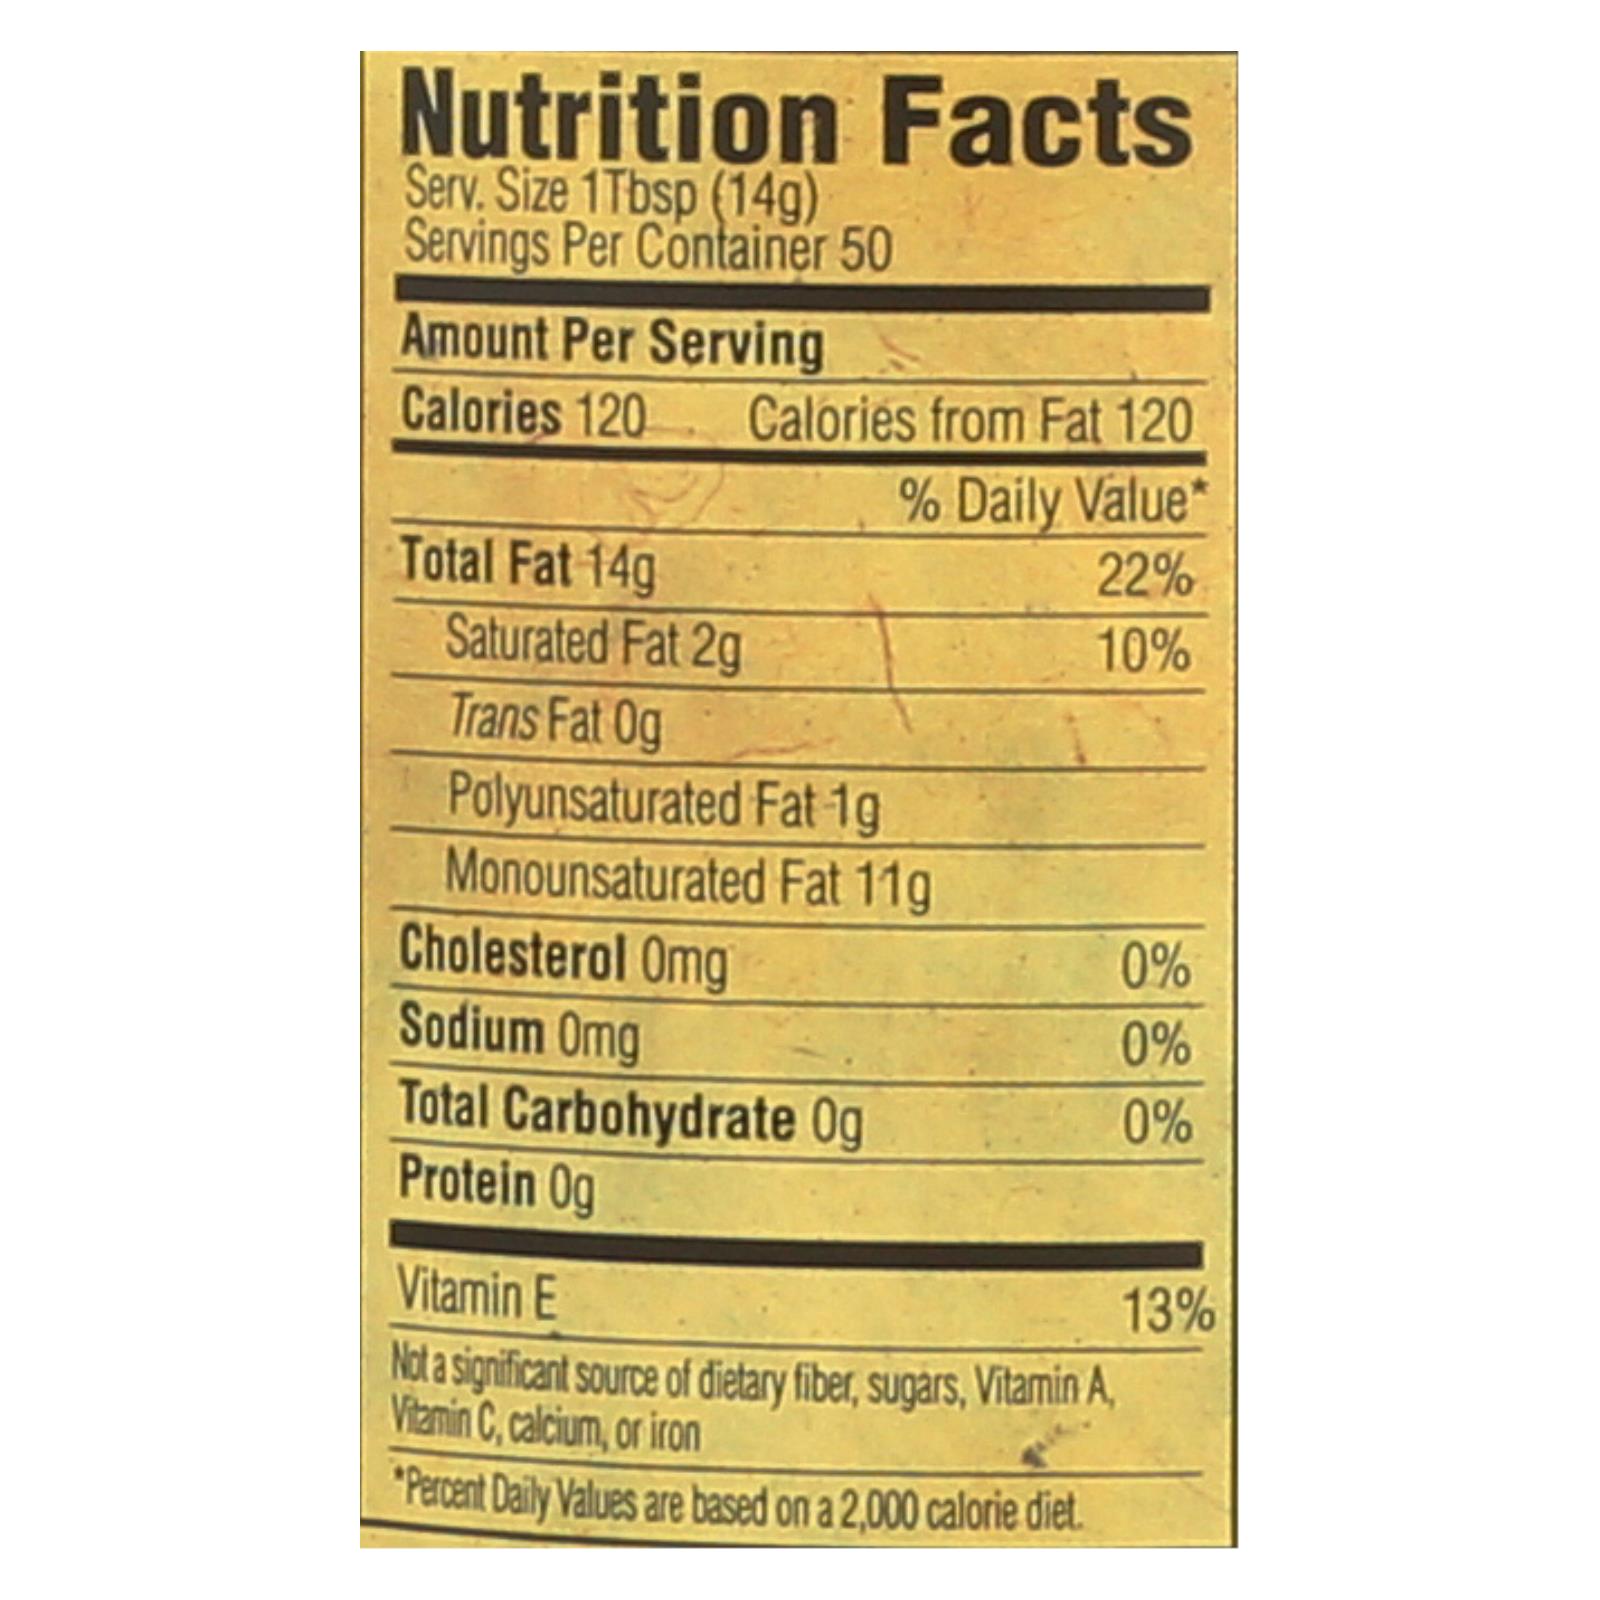 Nutrition Facts
Serv. Size 1Tbsp (14g)
Servings Per Container 50
Amount Per Serving
Calories 120 Calories from Fat 120
% Daily Value*
Total Fat 14g 22%
Saturated Fat 2g 10%
Trans Fat 0g
Polyunsaturated Fat 1g
Monounsaturated Fat 11g
Cholesterol 0mg 0%
Sodium 0mg 0%
Total Carbohydrate 0g 0%
Protein 0g
Vitamin E 13%
Not a significant source of dietary fiber, sugars, Vitamin A,
Vitamin C, calcium, or iron
*Percent Daily Values are based on a 2,000 calorie diet.